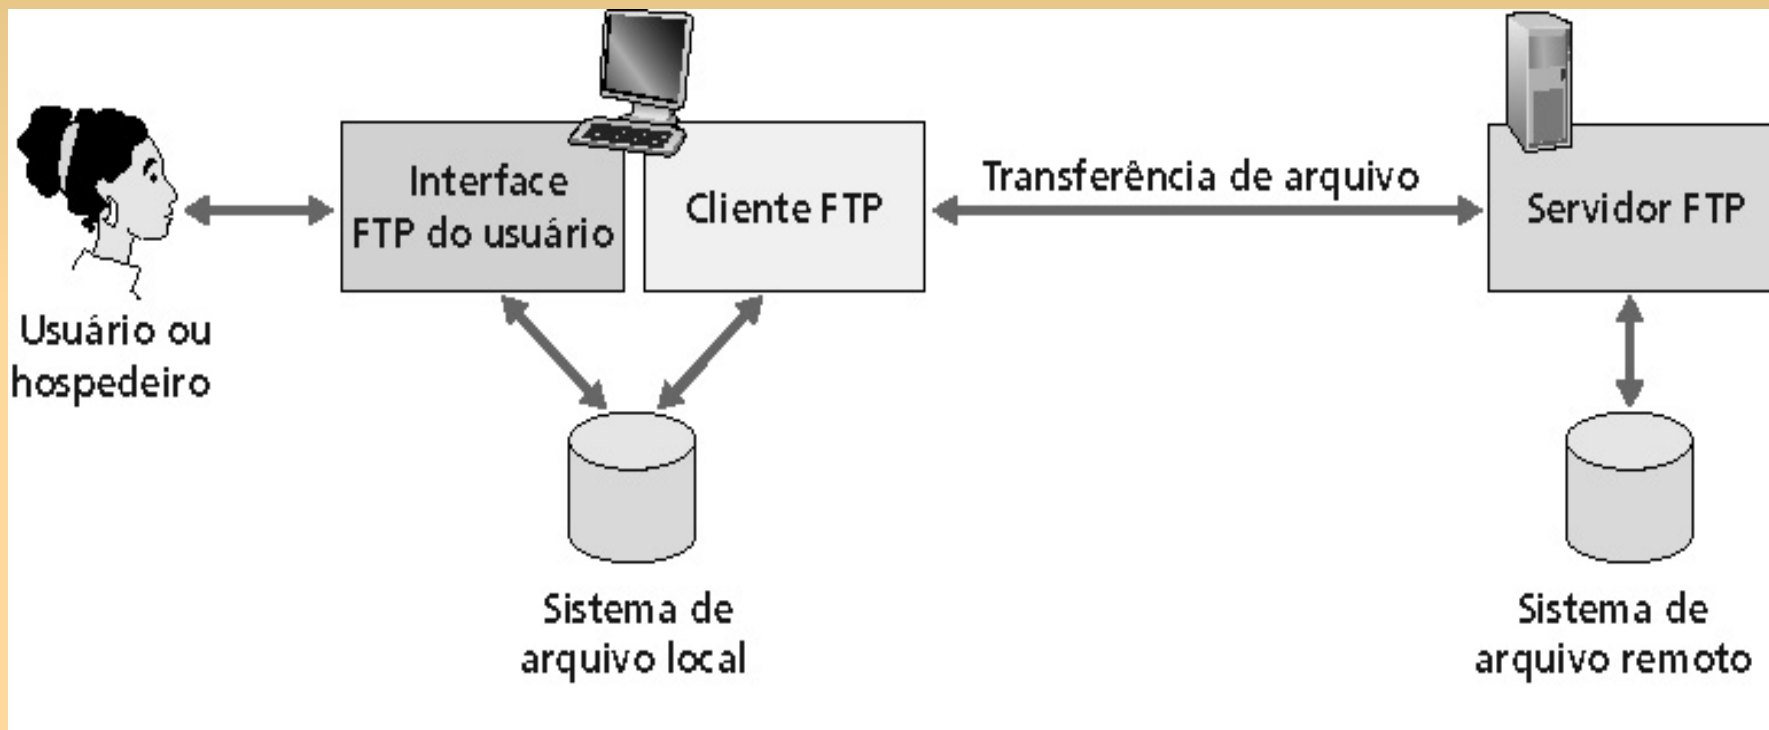 Usuário ou
hospedeiro
Interface
FTP do usuário
Cliente FTP
Transferência de arquivo
Servidor FTP
Sistema de
arquivo local
Sistema de
arquivo remoto